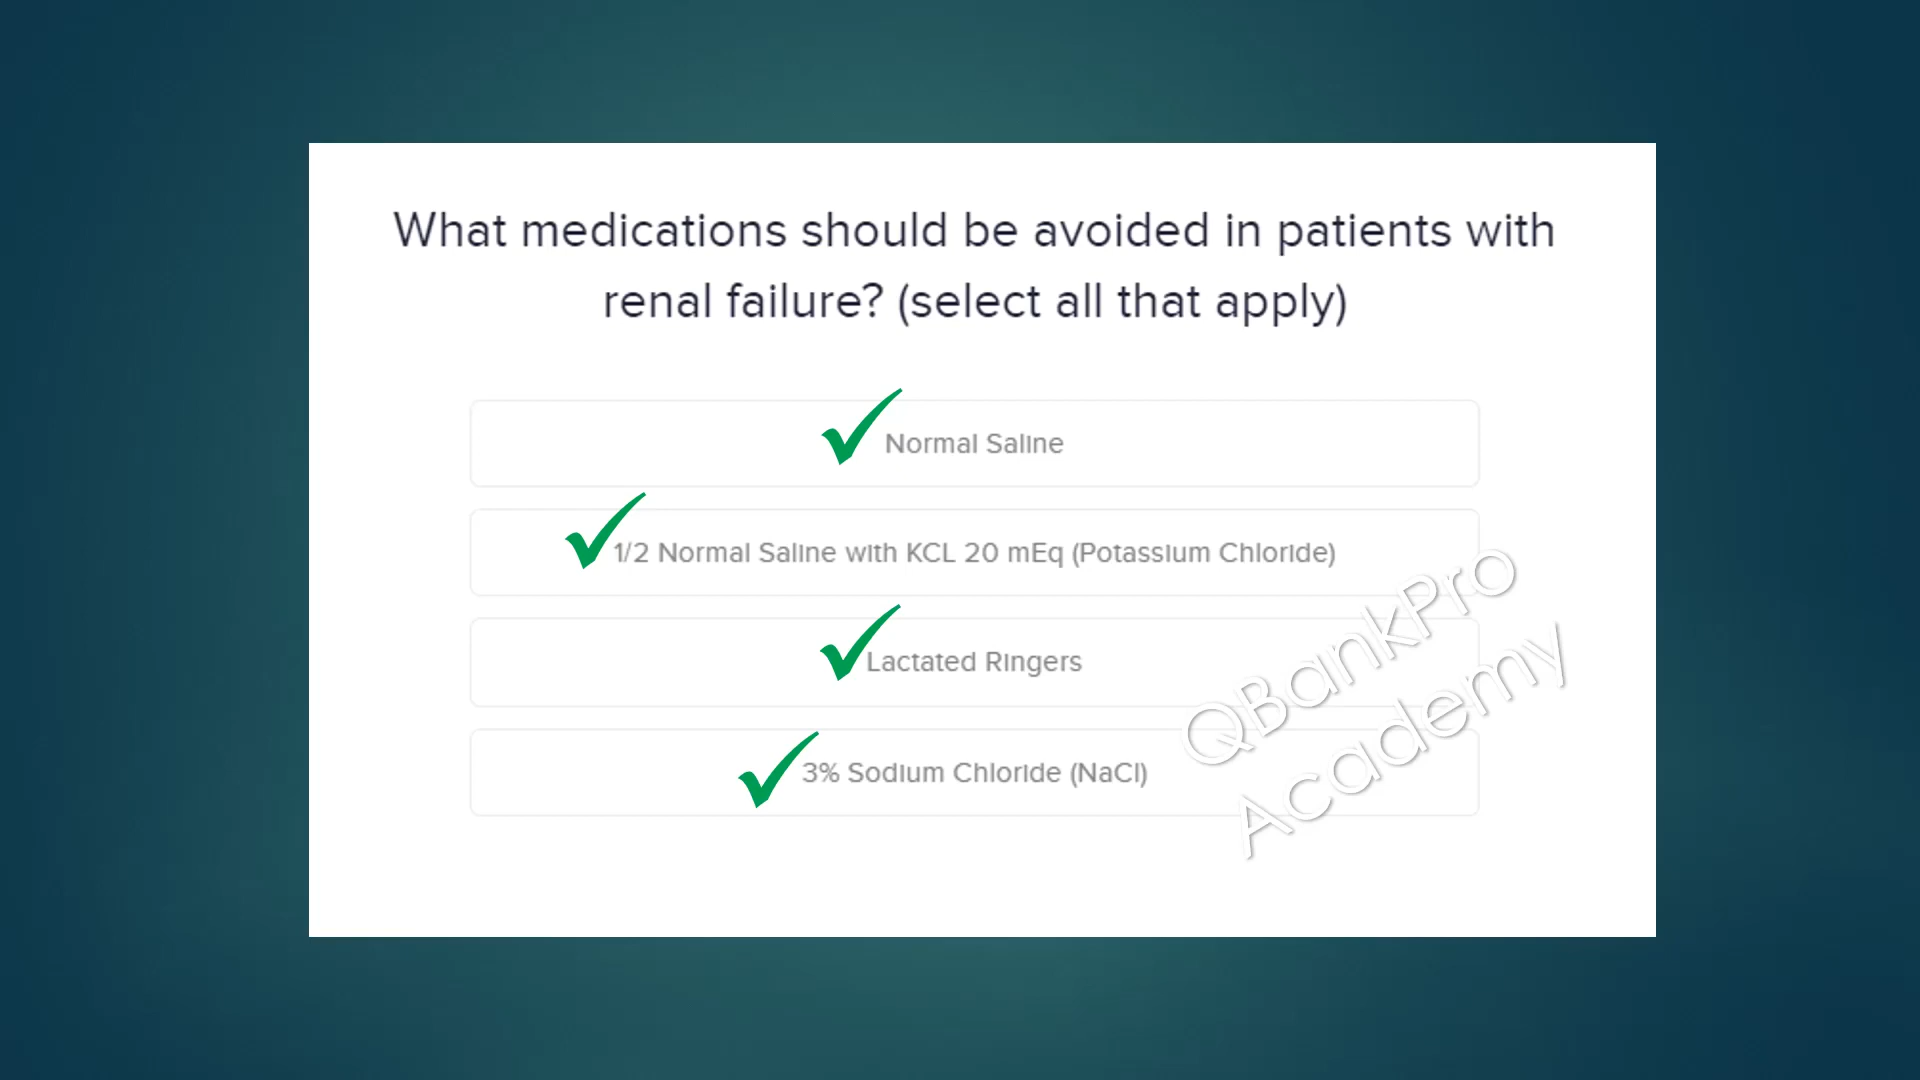 What medications should be avoided in patients with
renal failure? (select all that apply)
Normal Saline
1/2 Normal Saline with KCL 20 mEq (Potassium Chloride)
Lactated Ringers
3% Sodium Chloride (NaCl)
QBankPro
Academy